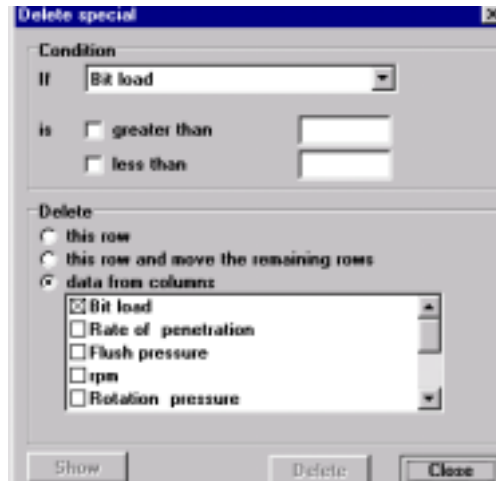 Delete special
Condition
If Bit load
is greater than
less than
Delete
this row
this row and move the remaining rows
data from columns
Bit load
Rate of penetration
Flush pressure
rpm
Rotation pressure
Show Delete Close